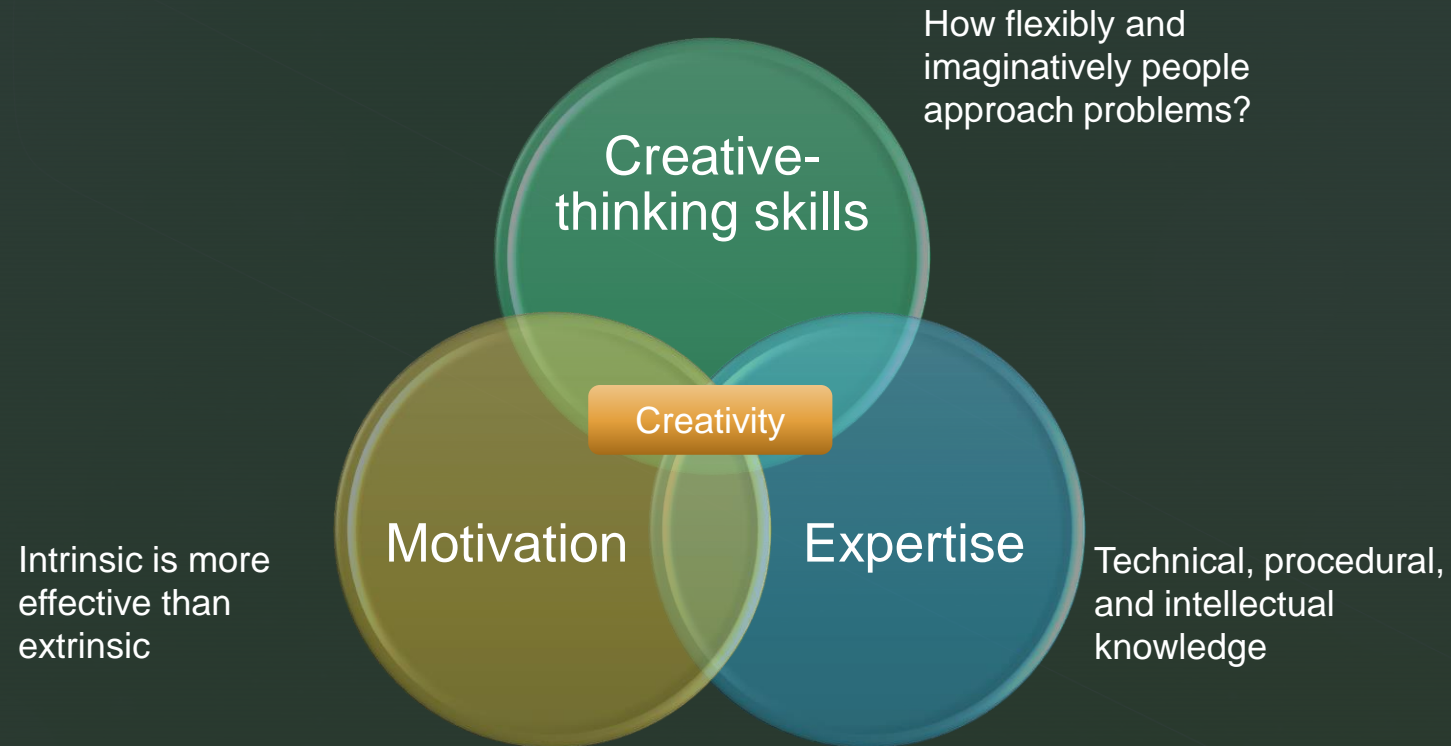 How flexibly and
imaginatively people
approach problems?
Creative-
thinking skills
Creativity
Motivation
Expertise
Intrinsic is more
effective than
extrinsic
Technical, procedural,
and intellectual
knowledge